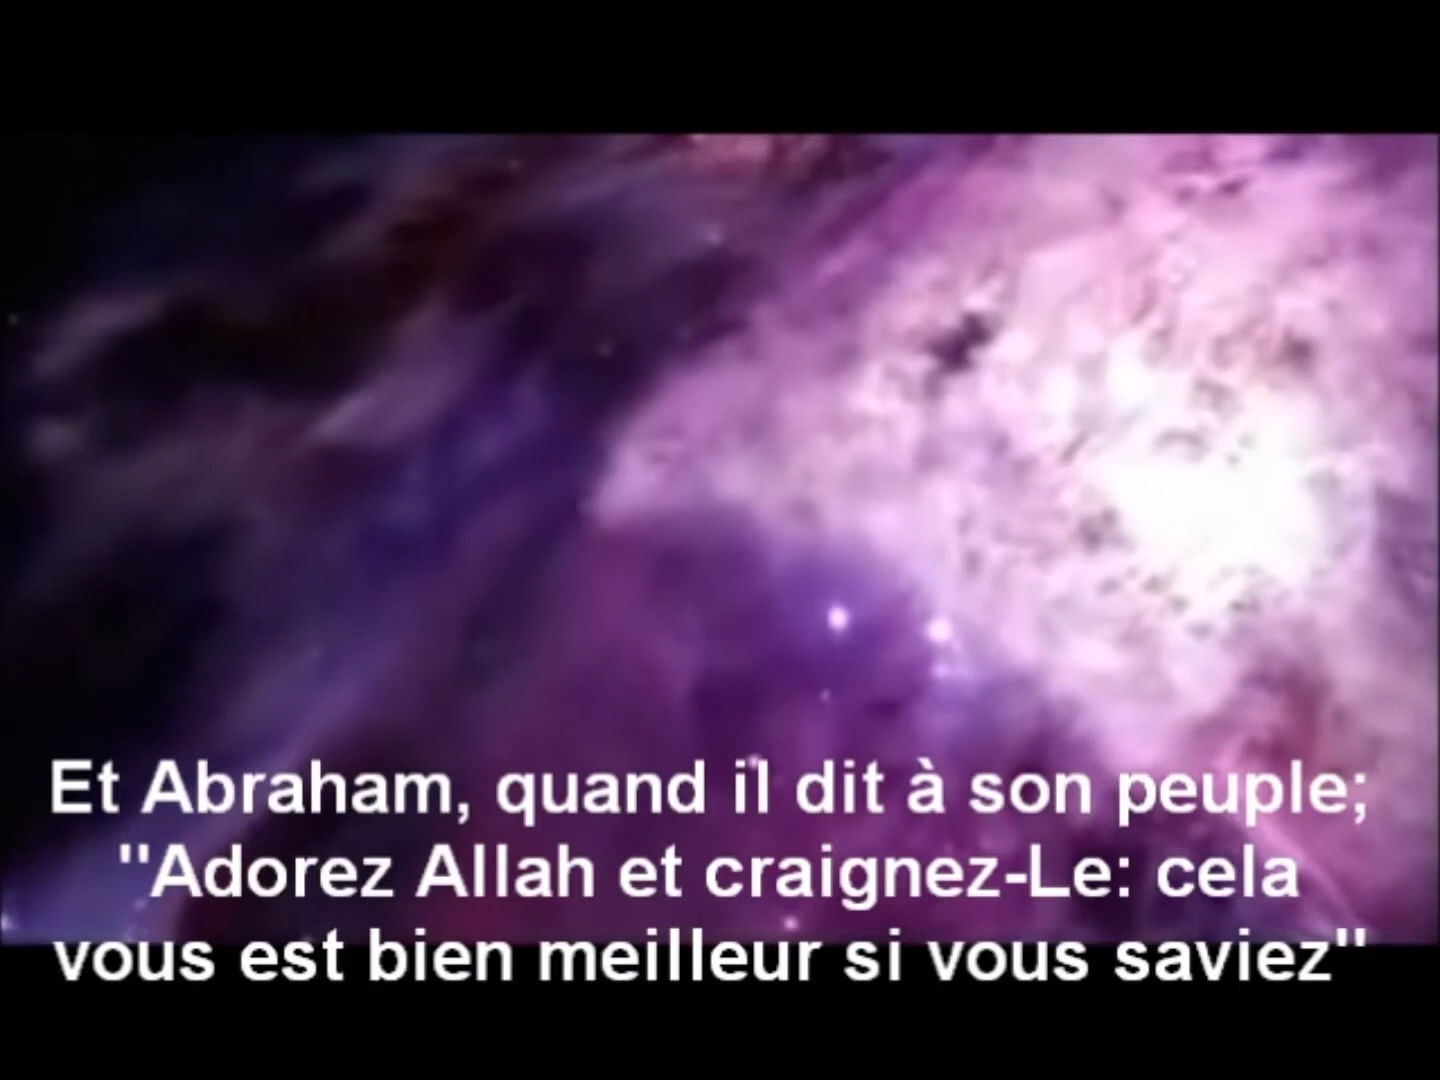 Et Abraham, quand il dit à son peuple;
"Adorez Allah et craignez-Le: cela
vous est bien meilleur si vous saviez"